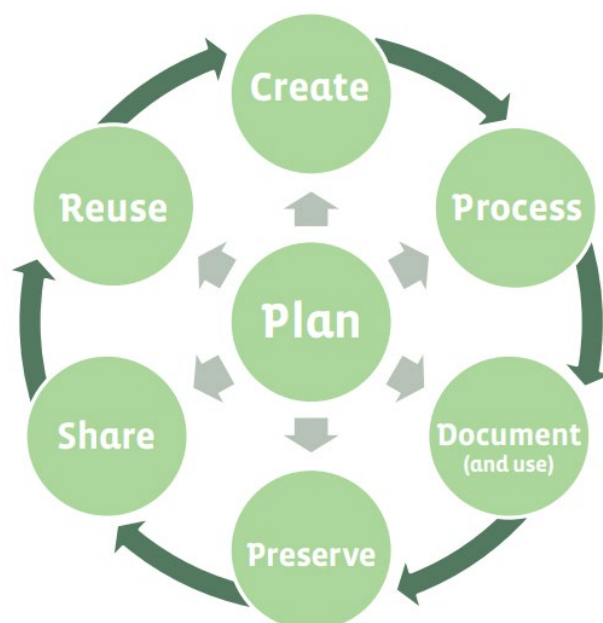 Create
Process
Document
(and use)
Preserve
Share
Reuse
Plan